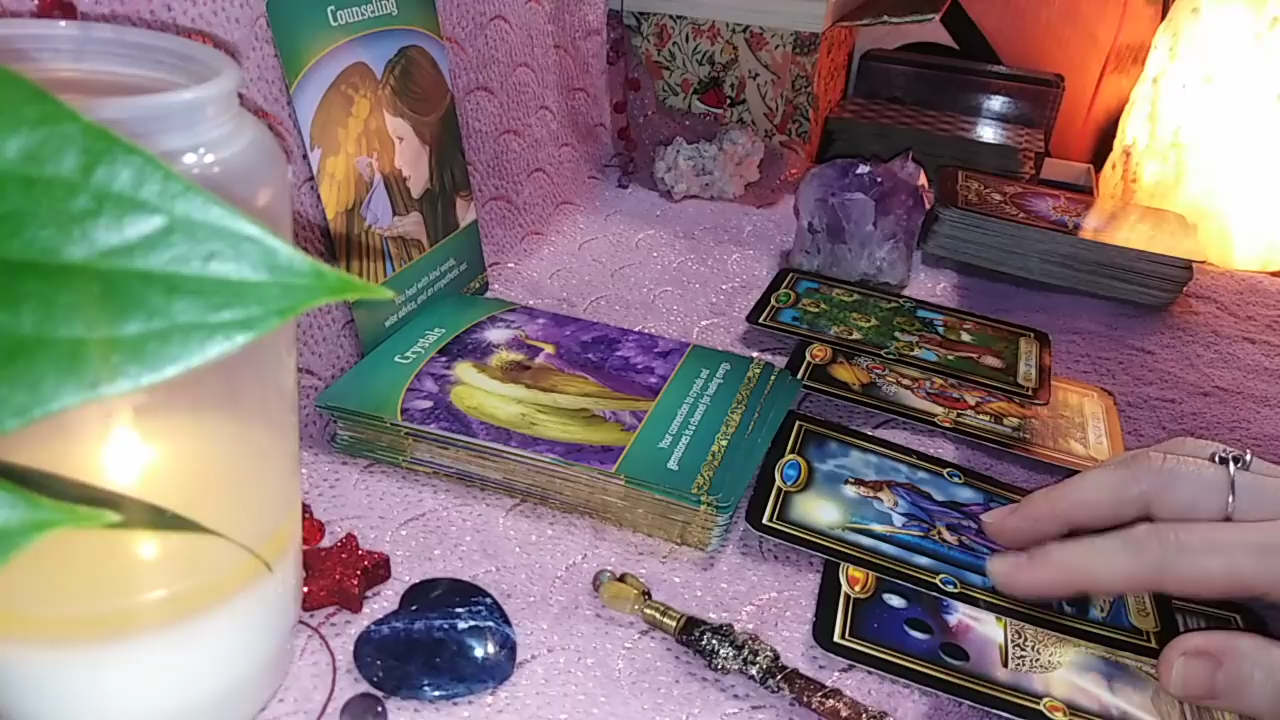 Counseling
You heal with kind words,
wise advice, and an empathetic ear.
Crystals
Your connection to crystals and
gemstones is a channel for healing energy.